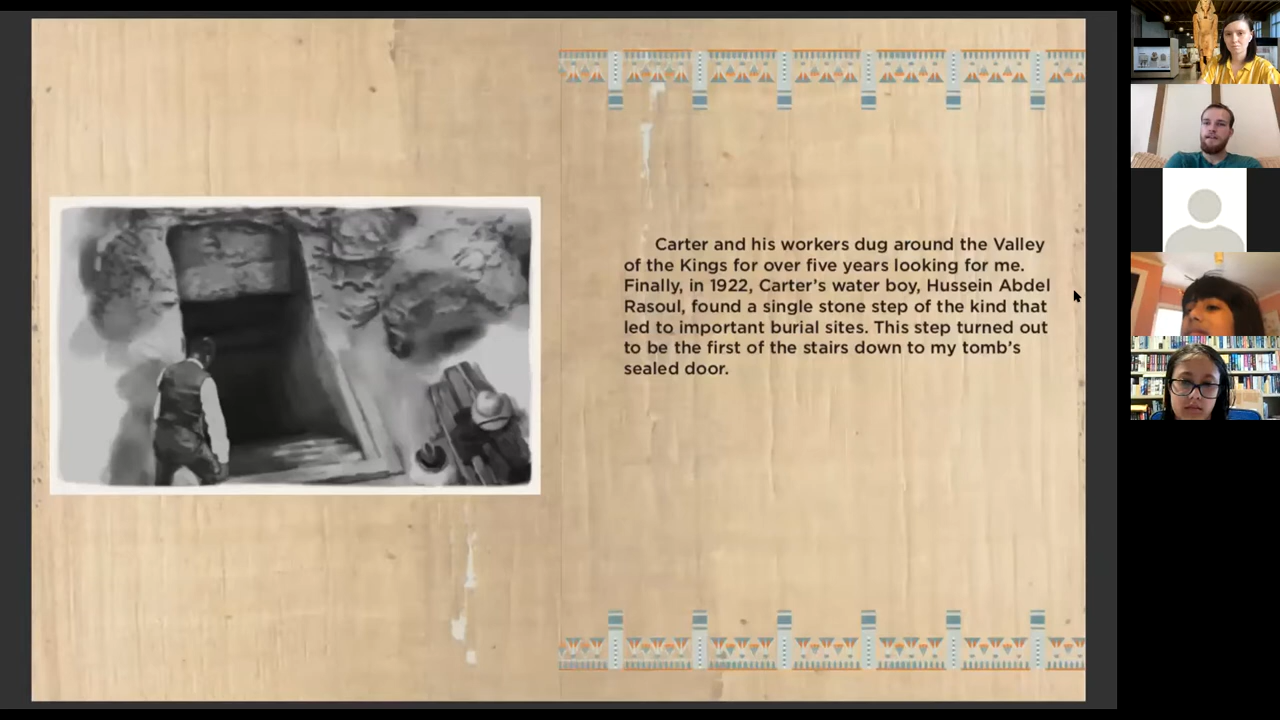 Carter and his workers dug around the Valley
of the Kings for over five years looking for me.
Finally, in 1922, Carter's water boy, Hussein Abdel
Rasoul, found a single stone step of the kind that
led to important burial sites. This step turned out
to be the first of the stairs down to my tomb's
sealed door.